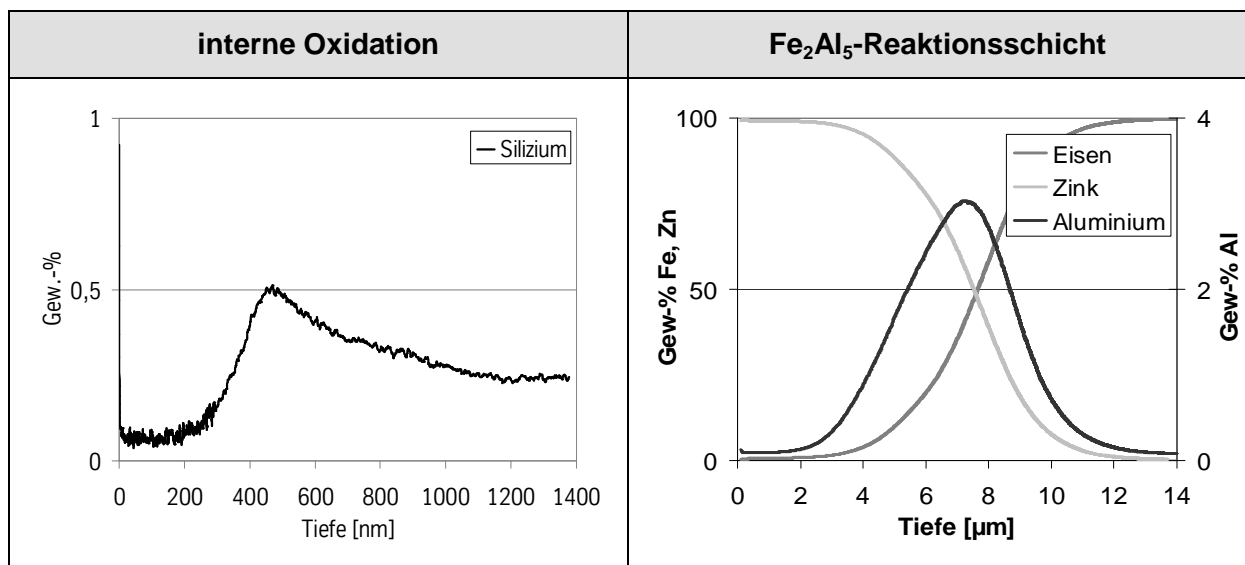 interne Oxidation
Fe₂Al₅-Reaktionsschicht
1
0,5
0
Gew.-%
Silizium
0 200 400 600 800 1000 1200 1400
Tiefe [nm]
100
50
0
Gew-% Fe, Zn
Eisen
Zink
Aluminium
4
2
0
Gew-% Al
0 2 4 6 8 10 12 14
Tiefe [µm]